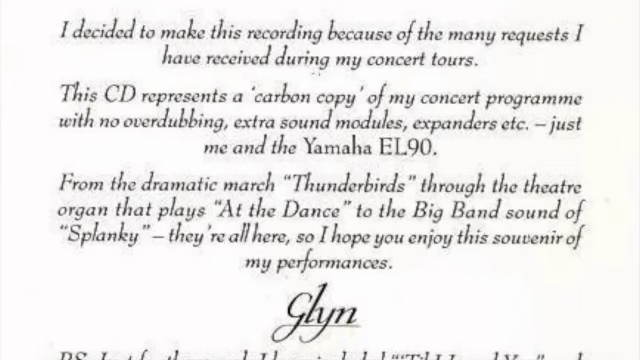 I decided to make this recording because of the many requests I
have received during my concert tours.
This CD represents a 'carbon copy' of my concert programme
with no overdubbing, extra sound modules, expanders etc. – just
me and the Yamaha EL90.
From the dramatic march "Thunderbirds" through the theatre
organ that plays "At the Dance" to the Big Band sound of
"Splanky" – they're all here, so I hope you enjoy this souvenir of
my performances.
Glyn